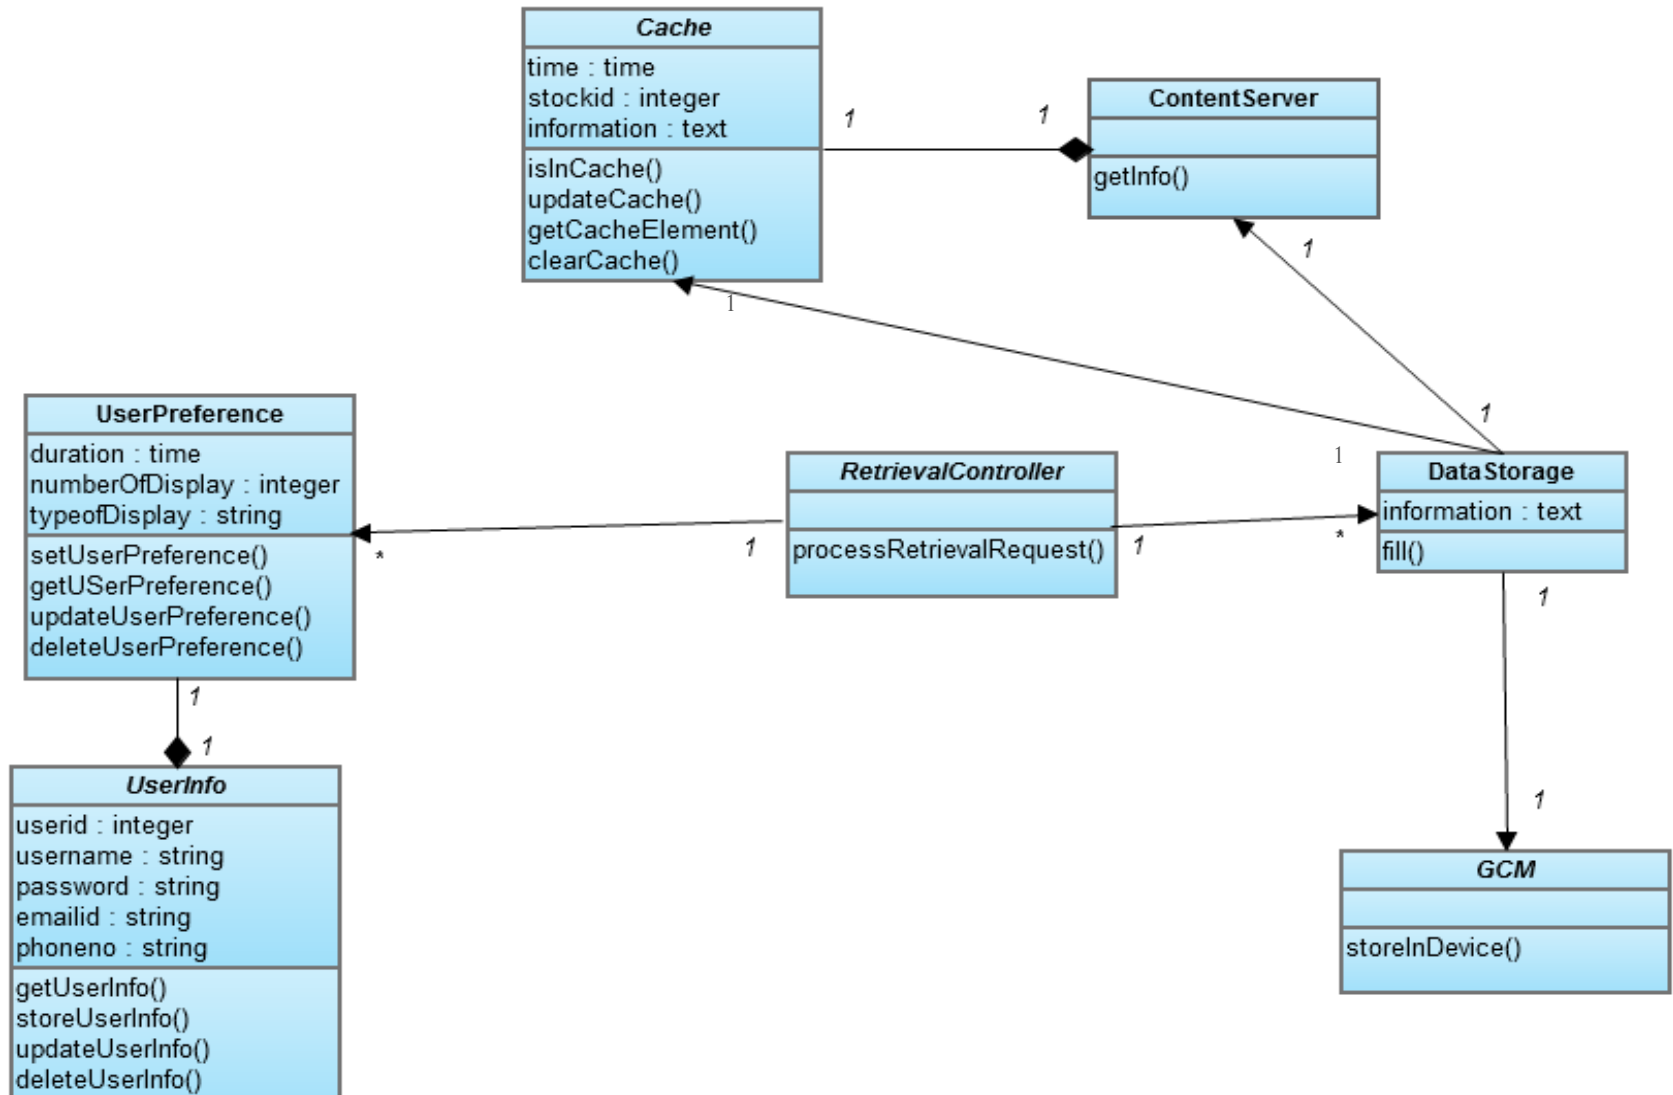 Cache
time : time
stockid : integer
information : text
isInCache()
updateCache()
getCacheElement()
clearCache()
1
1
ContentServer
getInfo()
1
1
1
1
UserPreference
duration : time
numberOfDisplay : integer
typeofDisplay : string
setUserPreference()
getUSerPreference()
updateUserPreference()
deleteUserPreference()
*
1
RetrievalController
processRetrievalRequest()
1
*
DataStorage
information : text
fill()
1
1
1
1
UserInfo
userid : integer
username : string
password : string
emailid : string
phoneno : string
getUserInfo()
storeUserInfo()
updateUserInfo()
deleteUserInfo()
GCM
storeInDevice()